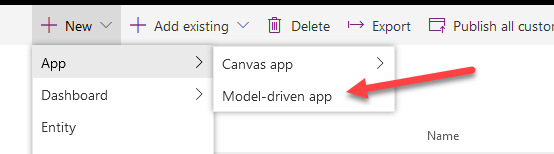 New Add existing Delete Export Publish all custo
App Canvas app
Dashboard Model-driven app
Entity Name